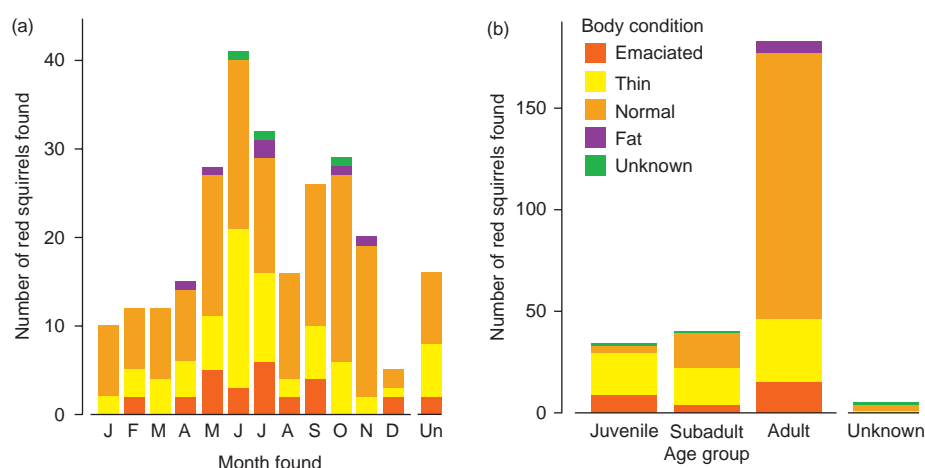 (a)
Number of red squirrels found
40
30
20
10
0
J F M A M J J A S O N D Un
Month found
(b)
Number of red squirrels found
150
100
50
0
Body condition
Emaciated
Thin
Normal
Fat
Unknown
Juvenile Subadult Adult Unknown
Age group